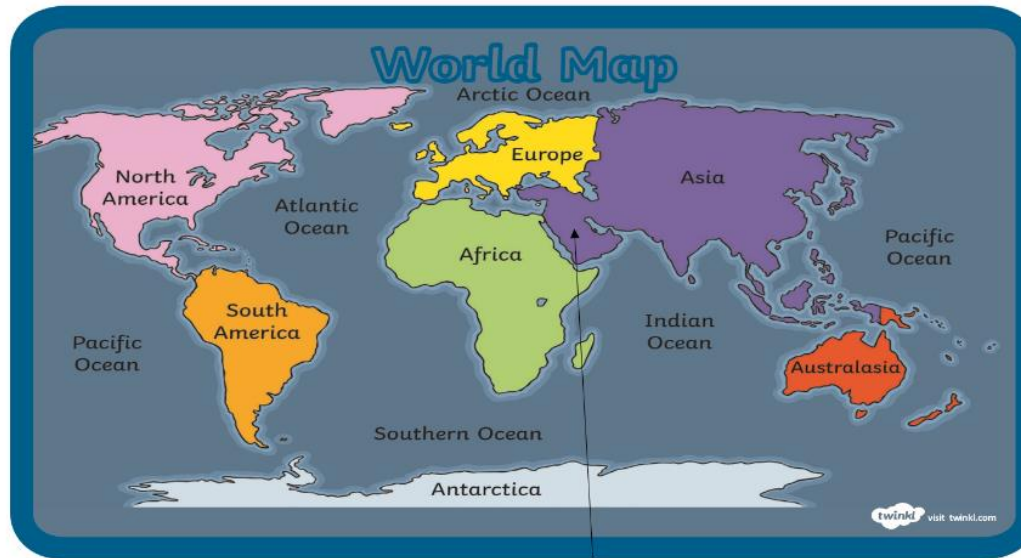 World Map
Arctic Ocean
Europe
Asia
North
America
Atlantic
Ocean
Africa
Pacific
Ocean
South
America
Indian
Ocean
Pacific
Ocean
Australasia
Southern Ocean
Antarctica
twinkl visit twinkl.com